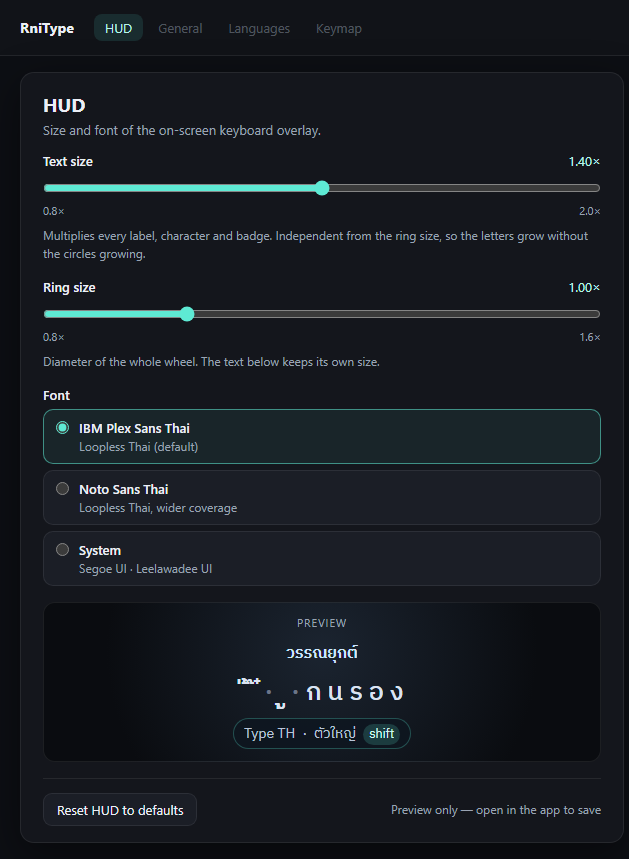 RniType HUD General Languages Keymap
HUD
Size and font of the on-screen keyboard overlay.
Text size 1.40×
0.8× 2.0×
Multiplies every label, character and badge. Independent from the ring size, so the letters grow without
the circles growing.
Ring size 1.00×
0.8× 1.6×
Diameter of the whole wheel. The text below keeps its own size.
Font
IBM Plex Sans Thai
Loopless Thai (default)
Noto Sans Thai
Loopless Thai, wider coverage
System
Segoe UI · Leelawadee UI
PREVIEW
วรรณยุกต์
ก น ร อ ง
Type TH · ตัวใหญ่ shift
Reset HUD to defaults Preview only — open in the app to save